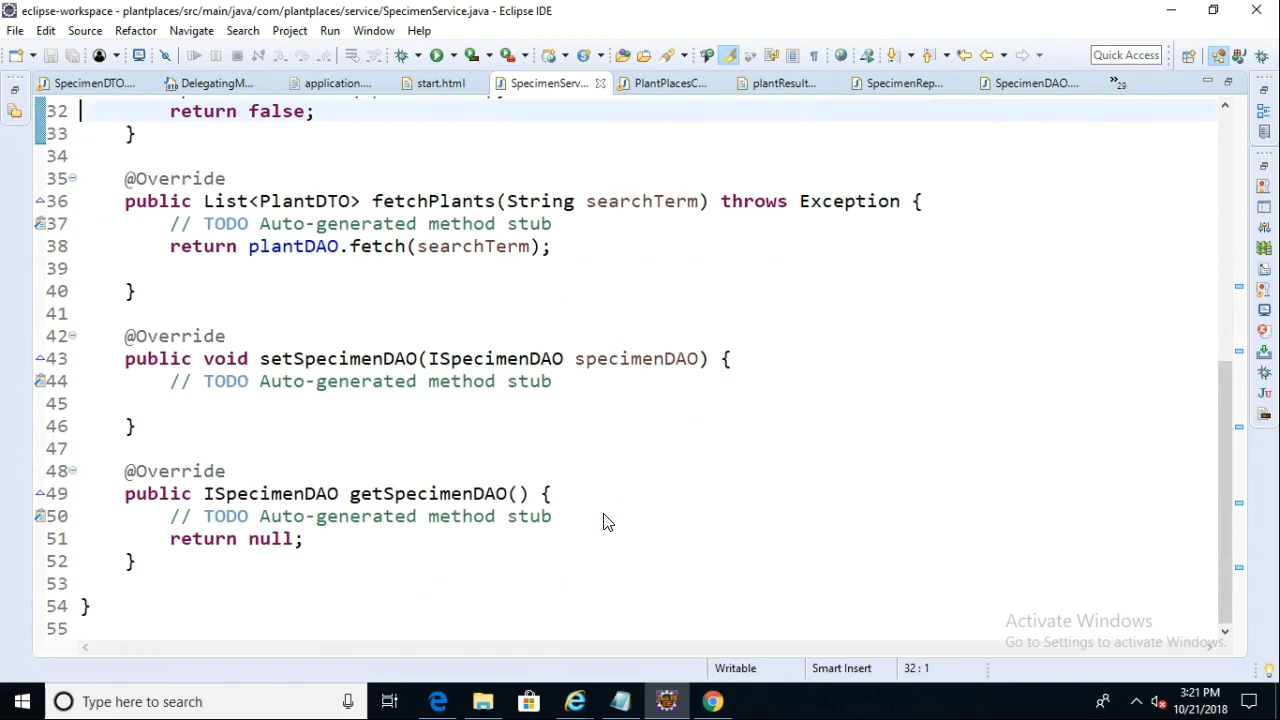 eclipse-workspace - plantplaces/src/main/java/com/plantplaces/service/SpecimenService.java - Eclipse IDE
File Edit Source Refactor Navigate Search Project Run Window Help
Quick Access
SpecimenDTO.... DelegatingM... application.... start.html SpecimenServ... PlantPlacesC... plantResult... SpecimenRep... SpecimenDAO.... »29
32 return false;
33 }
34
35 @Override
36 public List<PlantDTO> fetchPlants(String searchTerm) throws Exception {
37 // TODO Auto-generated method stub
38 return plantDAO.fetch(searchTerm);
39
40 }
41
42 @Override
43 public void setSpecimenDAO(ISpecimenDAO specimenDAO) {
44 // TODO Auto-generated method stub
45
46 }
47
48 @Override
49 public ISpecimenDAO getSpecimenDAO() {
50 // TODO Auto-generated method stub
51 return null;
52 }
53
54 }
55
Activate Windows
Go to Settings to activate Windows.
Writable Smart Insert 32 : 1
Type here to search
3:21 PM
10/21/2018